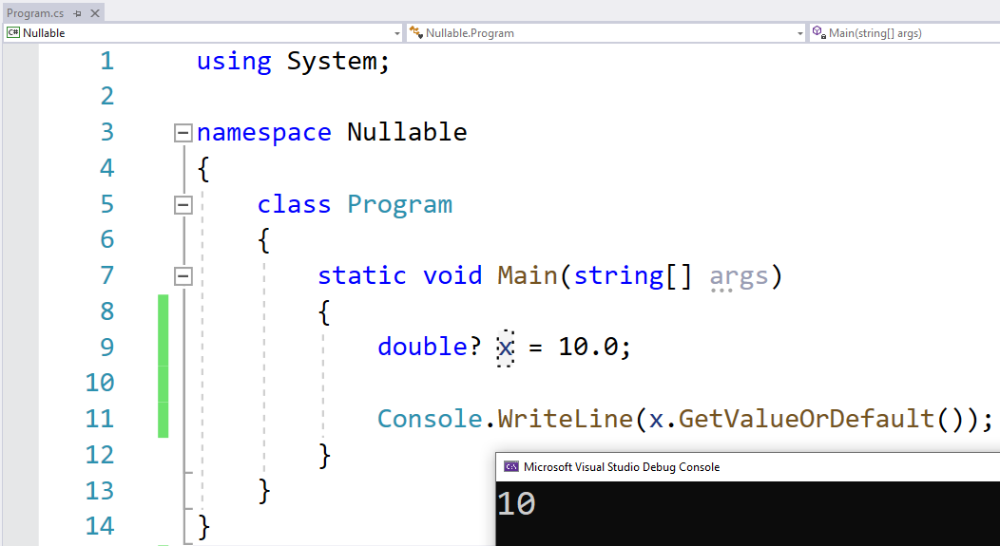 Program.cs
C# Nullable
Nullable.Program
Main(string[] args)
1 using System;
2
3 namespace Nullable
4 {
5 class Program
6 {
7 static void Main(string[] args)
8 {
9 double? x = 10.0;
10
11 Console.WriteLine(x.GetValueOrDefault());
12 }
13 }
14 }
C:\ Microsoft Visual Studio Debug Console
10